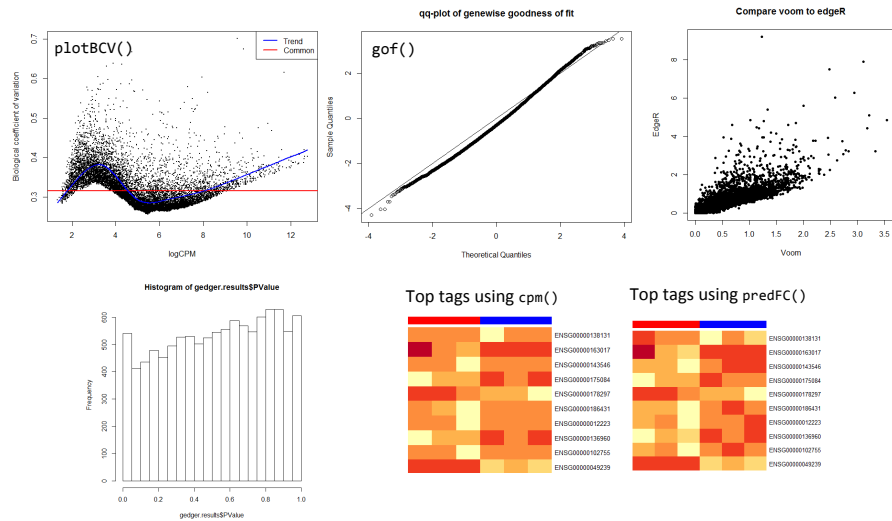 plotBCV()
Trend
Common
0.7
0.6
0.5
0.4
0.3
Biological coefficient of variation
2 4 6 8 10 12
logCPM
qq-plot of genewise goodness of fit
gof()
4
2
0
-2
-4
Sample Quantiles
-4 -2 0 2 4
Theoretical Quantiles
Compare voom to edgeR
8
6
4
2
0
EdgeR
0.0 0.5 1.0 1.5 2.0 2.5 3.0 3.5
Voom
Histogram of gedger.results$PValue
600
500
400
300
200
100
0
Frequency
0.0 0.2 0.4 0.6 0.8 1.0
gedger.results$PValue
Top tags using cpm()
ENSG00000138131
ENSG00000163017
ENSG00000143546
ENSG00000175084
ENSG00000178297
ENSG00000186431
ENSG00000012223
ENSG00000136960
ENSG00000102755
ENSG00000049239
Top tags using predFC()
ENSG00000138131
ENSG00000163017
ENSG00000143546
ENSG00000175084
ENSG00000178297
ENSG00000186431
ENSG00000012223
ENSG00000136960
ENSG00000102755
ENSG00000049239